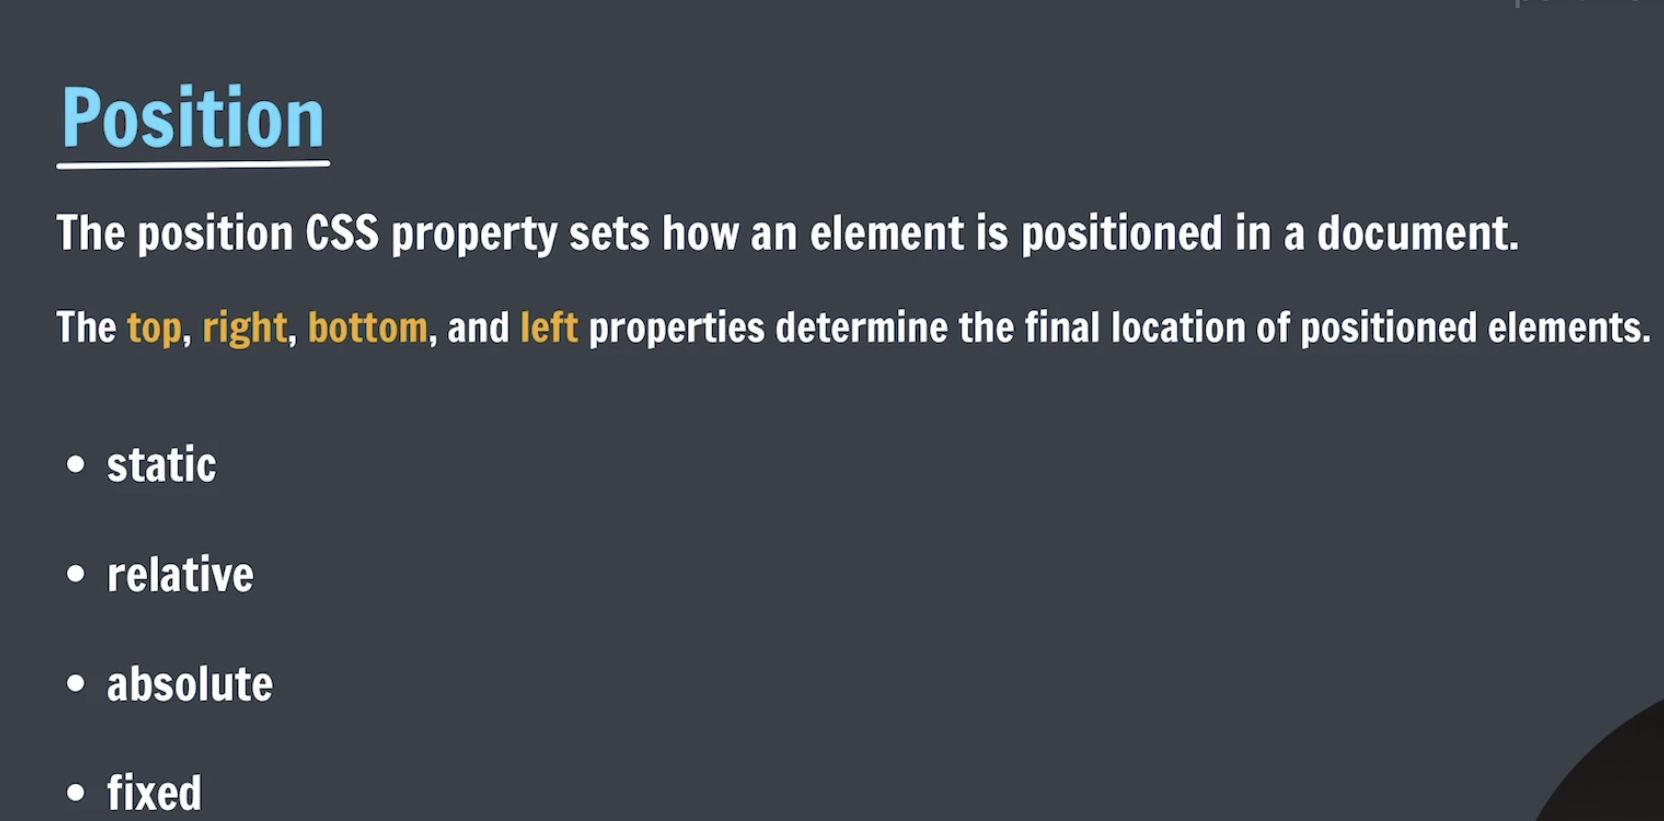 Position
The position CSS property sets how an element is positioned in a document.
The top, right, bottom, and left properties determine the final location of positioned elements.
• static
• relative
• absolute
• fixed